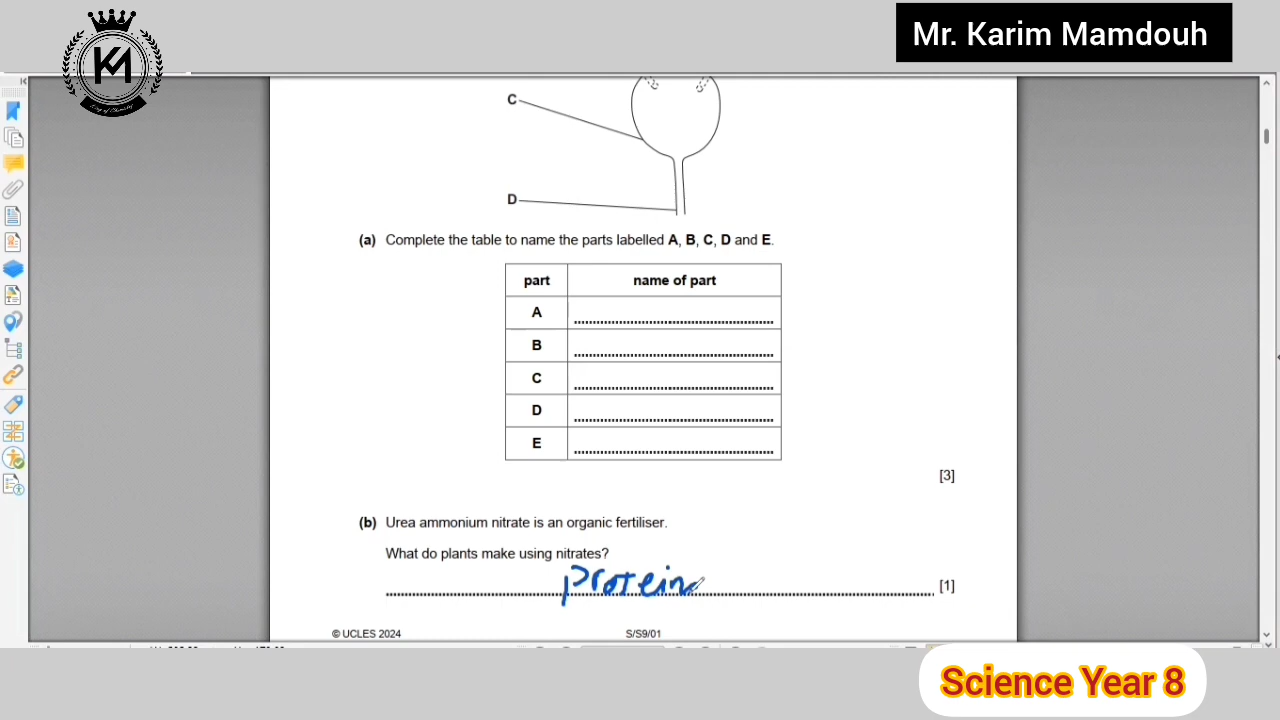 Mr. Karim Mamdouh
KM
C
D
(a) Complete the table to name the parts labelled A, B, C, D and E.
part name of part
A
B
C
D
E
[3]
(b) Urea ammonium nitrate is an organic fertiliser.
What do plants make using nitrates?
protein
[1]
© UCLES 2024 S/S9/01
Science Year 8